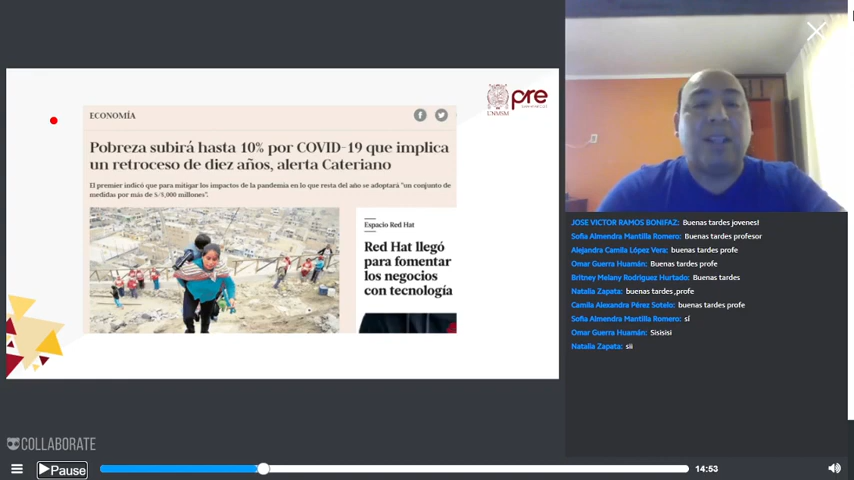 pre
UNMSM
ECONOMÍA
Pobreza subirá hasta 10% por COVID-19 que implica
un retroceso de diez años, alerta Cateriano
El premier indicó que para mitigar los impactos de la pandemia en lo que resta del año se adoptará "un conjunto de
medidas por más de S/3,000 millones".
Espacio Red Hat
Red Hat llegó
para fomentar
los negocios
con tecnología
JOSE VICTOR RAMOS BONIFAZ: Buenas tardes jovenes!
Sofia Almendra Mantilla Romero: Buenas tardes profesor
Alejandra Camila López Vera: buenas tardes profe
Omar Guerra Huamán: Buenas tardes profe
Britney Melany Rodriguez Hurtado: Buenas tardes
Natalia Zapata: buenas tardes,profe
Camila Alexandra Pérez Sotelo: buenas tardes profe
Sofia Almendra Mantilla Romero: sí
Omar Guerra Huamán: Sisisisi
Natalia Zapata: sii
COLLABORATE
Pause
14:53